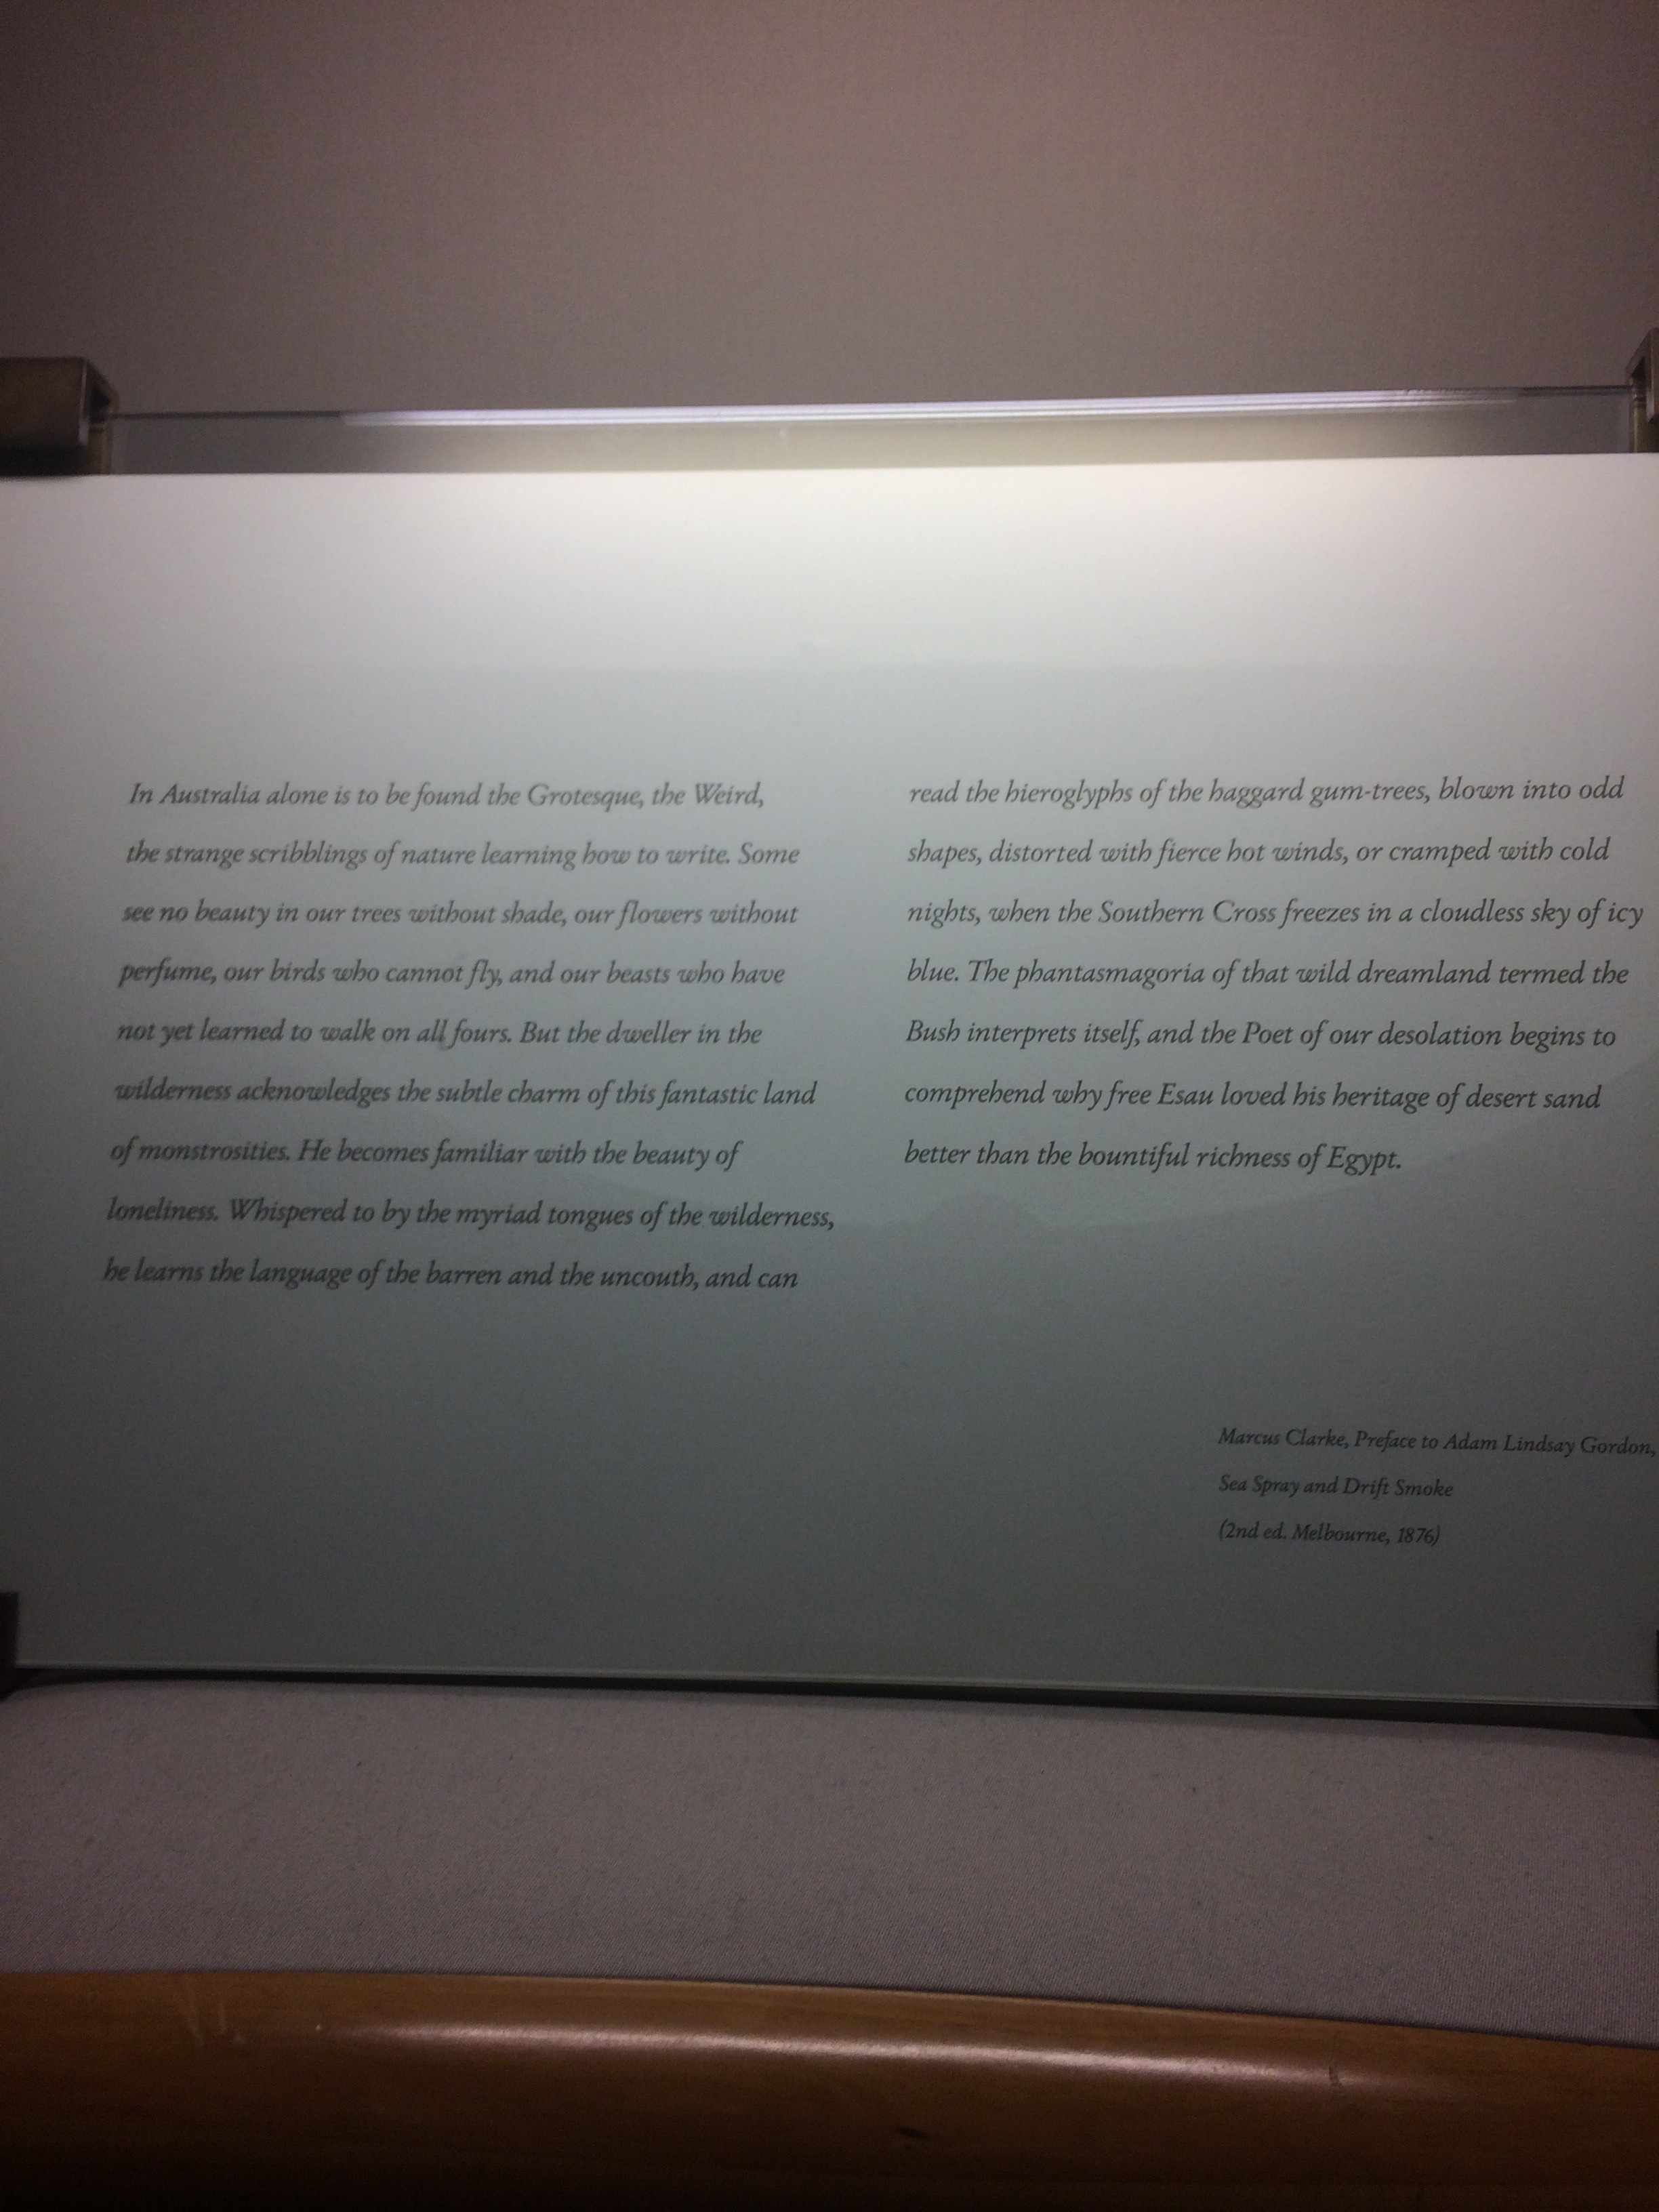 In Australia alone is to be found the Grotesque, the Weird,
the strange scribblings of nature learning how to write. Some
see no beauty in our trees without shade, our flowers without
perfume, our birds who cannot fly, and our beasts who have
not yet learned to walk on all fours. But the dweller in the
wilderness acknowledges the subtle charm of this fantastic land
of monstrosities. He becomes familiar with the beauty of
loneliness. Whispered to by the myriad tongues of the wilderness,
he learns the language of the barren and the uncouth, and can
read the hieroglyphs of the haggard gum-trees, blown into odd
shapes, distorted with fierce hot winds, or cramped with cold
nights, when the Southern Cross freezes in a cloudless sky of icy
blue. The phantasmagoria of that wild dreamland termed the
Bush interprets itself, and the Poet of our desolation begins to
comprehend why free Esau loved his heritage of desert sand
better than the bountiful richness of Egypt.
Marcus Clarke, Preface to Adam Lindsay Gordon,
Sea Spray and Drift Smoke
(2nd ed. Melbourne, 1876)